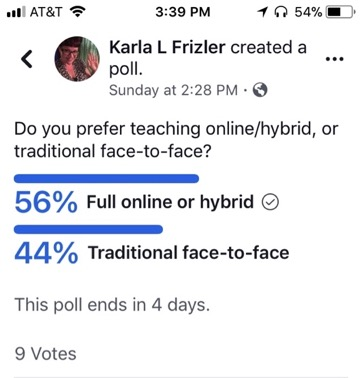 AT&T 3:39 PM 54%
Karla L Frizler created a
poll.
Sunday at 2:28 PM ·
Do you prefer teaching online/hybrid, or
traditional face-to-face?
56% Full online or hybrid
44% Traditional face-to-face
This poll ends in 4 days.
9 Votes